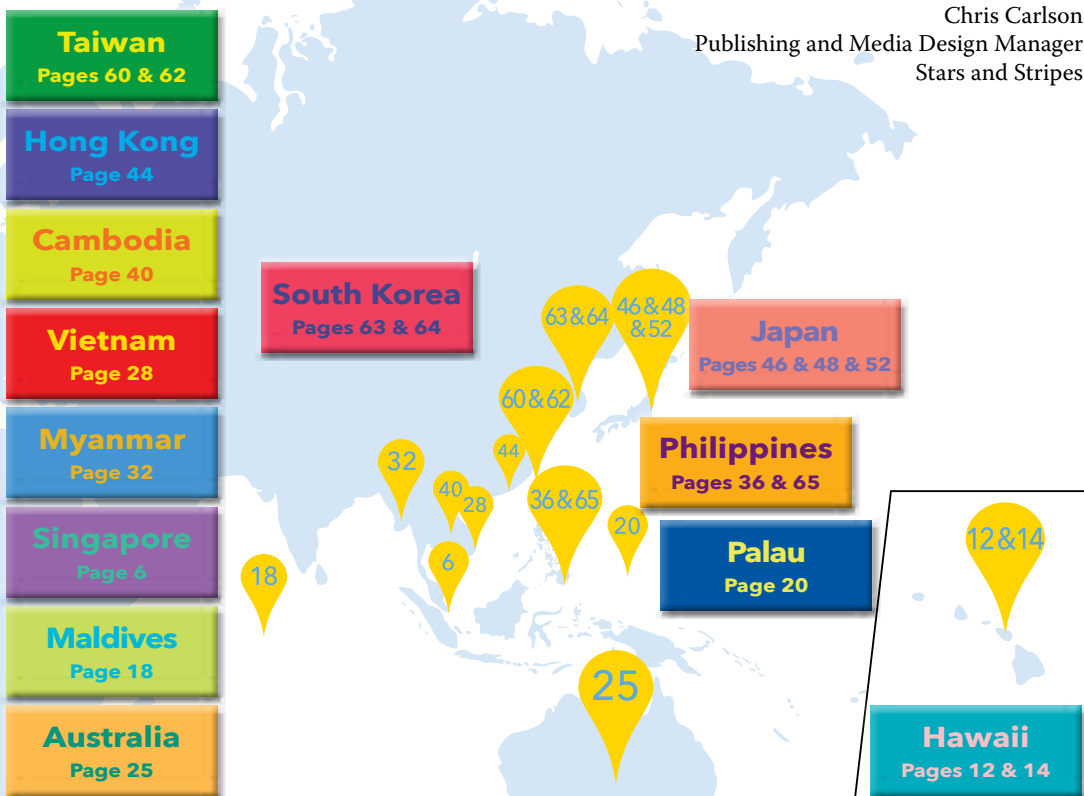 Chris Carlson
Publishing and Media Design Manager
Stars and Stripes
Taiwan
Pages 60 & 62
Hong Kong
Page 44
Cambodia
Page 40
Vietnam
Page 28
Myanmar
Page 32
Singapore
Page 6
Maldives
Page 18
Australia
Page 25
South Korea
Pages 63 & 64
63&64
46&48
&52
Japan
Pages 46 & 48 & 52
60&62
44
32
40
28
36&65
Philippines
Pages 36 & 65
20
Palau
Page 20
6
18
25
12&14
Hawaii
Pages 12 & 14